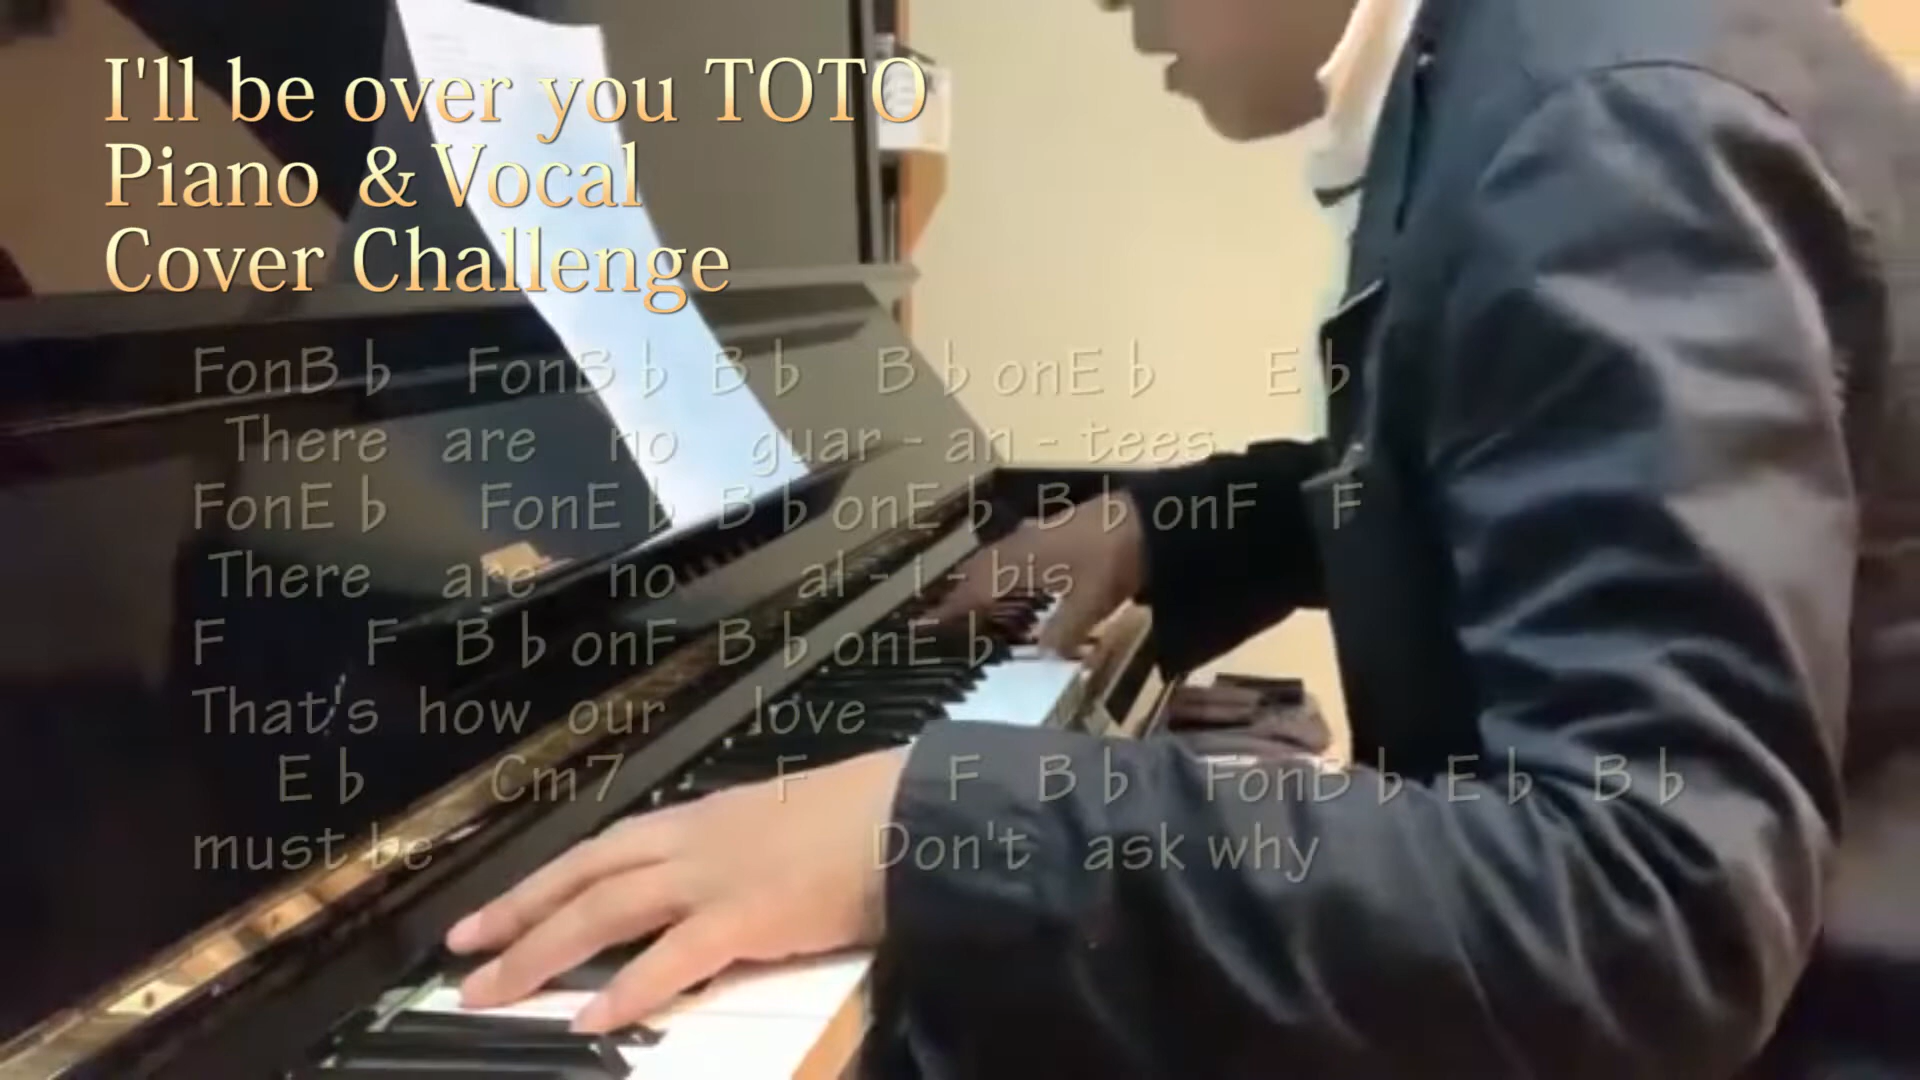 I'll be over you TOTO
Piano & Vocal
Cover Challenge
FonB♭ FonB♭ B♭ B♭onE♭ E♭
There are no guar-an-tees
FonE♭ FonE♭ B♭onE♭ B♭onF F
There are no al-i-bis
F F B♭onF B♭onE♭
That's how our love
E♭ Cm7 F F B♭ FonB♭ E♭ B♭
must be Don't ask why